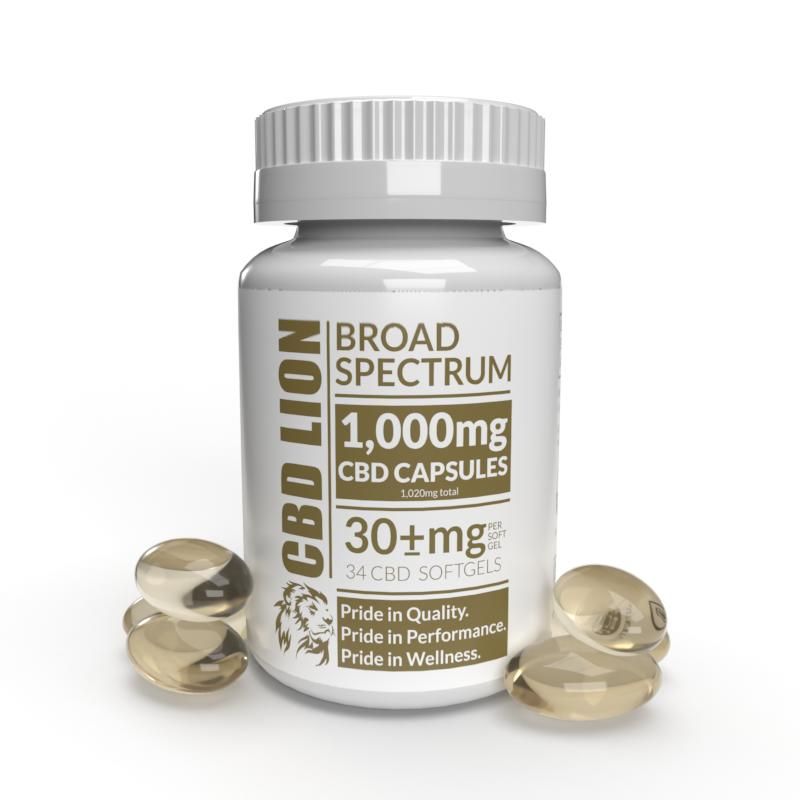 CBD LION
BROAD
SPECTRUM
1,000mg
CBD CAPSULES
1,020mg total
30±mg
PER
SOFT
GEL
34 CBD SOFTGELS
Pride in Quality.
Pride in Performance.
Pride in Wellness.